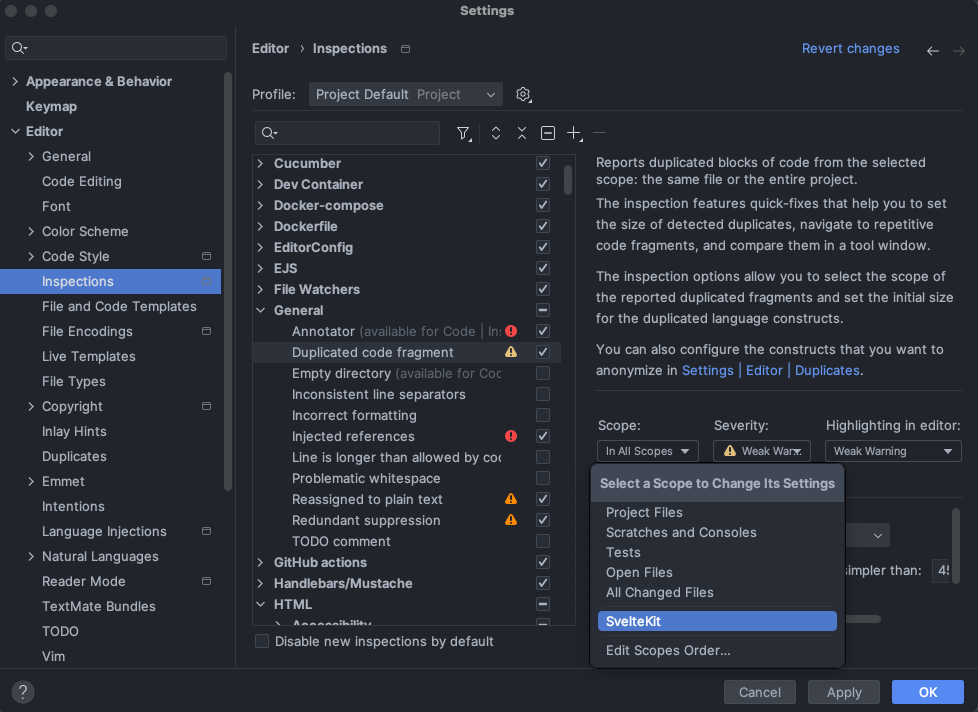 Settings
Editor › Inspections
Revert changes
Appearance & Behavior
Keymap
Editor
General
Code Editing
Font
Color Scheme
Code Style
Inspections
File and Code Templates
File Encodings
Live Templates
File Types
Copyright
Inlay Hints
Duplicates
Emmet
Intentions
Language Injections
Natural Languages
Reader Mode
TextMate Bundles
TODO
Vim
Profile: Project Default Project
Cucumber
Dev Container
Docker-compose
Dockerfile
EditorConfig
EJS
File Watchers
General
Annotator (available for Code | In
Duplicated code fragment
Empty directory (available for Coc
Inconsistent line separators
Incorrect formatting
Injected references
Line is longer than allowed by coc
Problematic whitespace
Reassigned to plain text
Redundant suppression
TODO comment
GitHub actions
Handlebars/Mustache
HTML
Accessibility
Disable new inspections by default
Reports duplicated blocks of code from the selected
scope: the same file or the entire project.
The inspection features quick-fixes that help you to set
the size of detected duplicates, navigate to repetitive
code fragments, and compare them in a tool window.
The inspection options allow you to select the scope of
the reported duplicated fragments and set the initial size
for the duplicated language constructs.
You can also configure the constructs that you want to
anonymize in Settings | Editor | Duplicates.
Scope: Severity: Highlighting in editor:
In All Scopes Weak Warn Weak Warning
Select a Scope to Change Its Settings
Project Files
Scratches and Consoles
Tests
Open Files
All Changed Files
SvelteKit
Edit Scopes Order...
simpler than: 45
? Cancel Apply OK